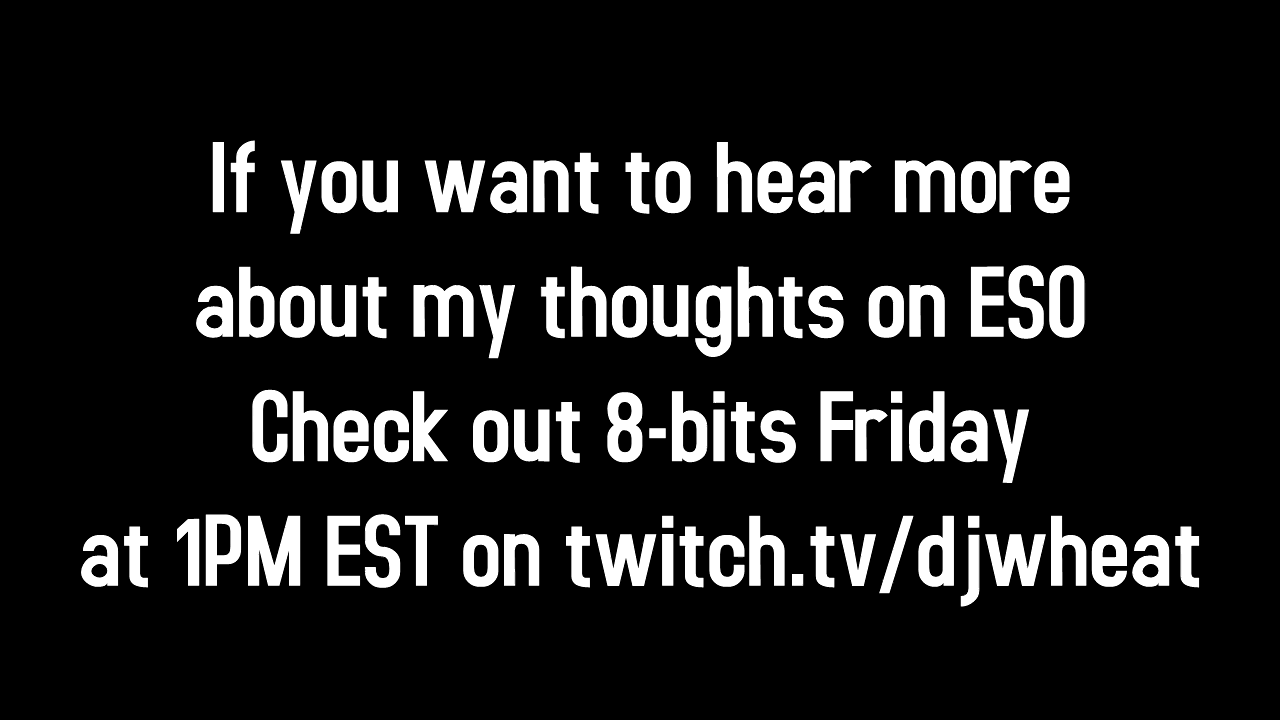 If you want to hear more
about my thoughts on ESO
Check out 8-bits Friday
at 1PM EST on twitch.tv/djwheat